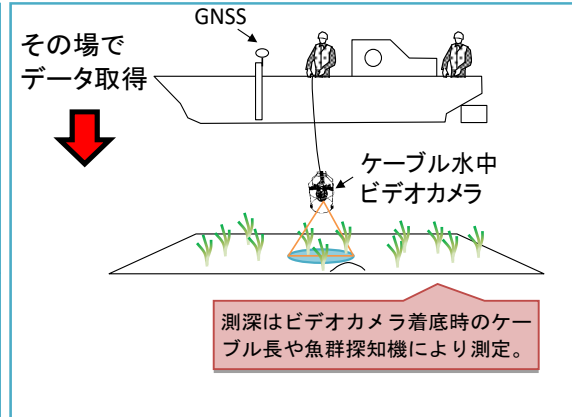 GNSS
その場で
データ取得
ケーブル水中
ビデオカメラ
測深はビデオカメラ着底時のケー
ブル長や魚群探知機により測定。